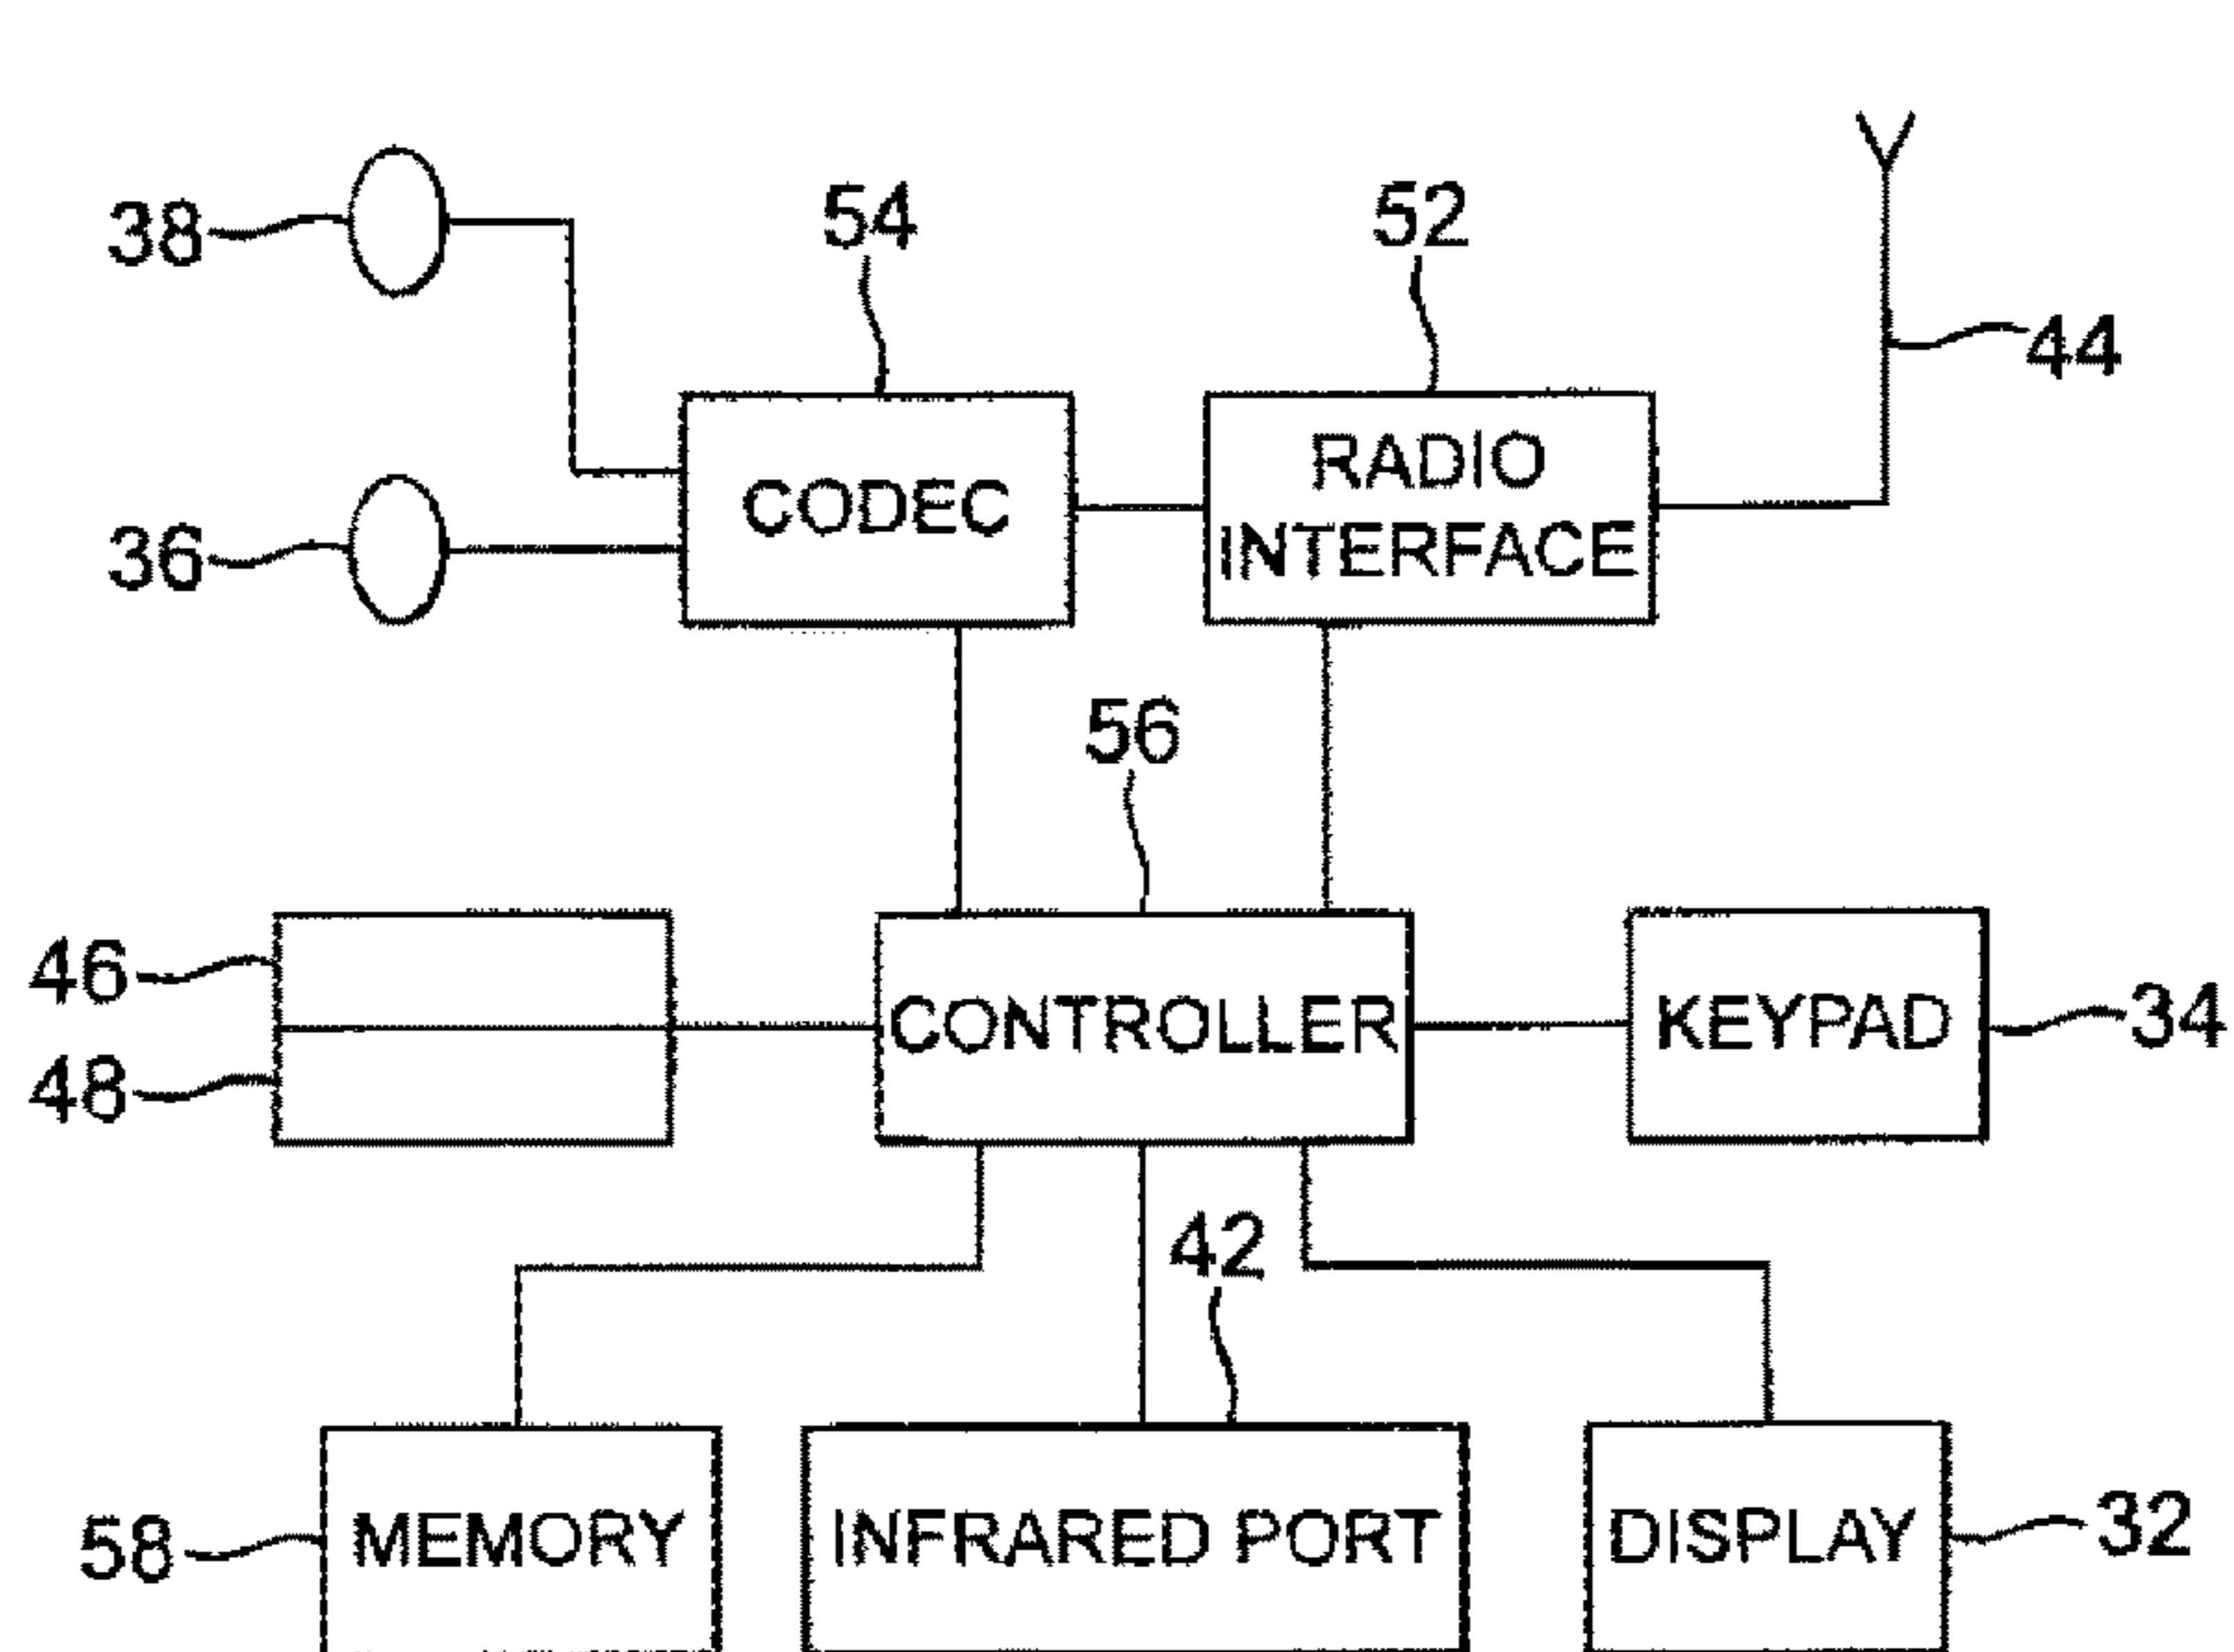 38
54
52
44
CODEC
RADIO
INTERFACE
36
56
46
48
CONTROLLER
KEYPAD
34
42
58
MEMORY
INFRARED PORT
DISPLAY
32